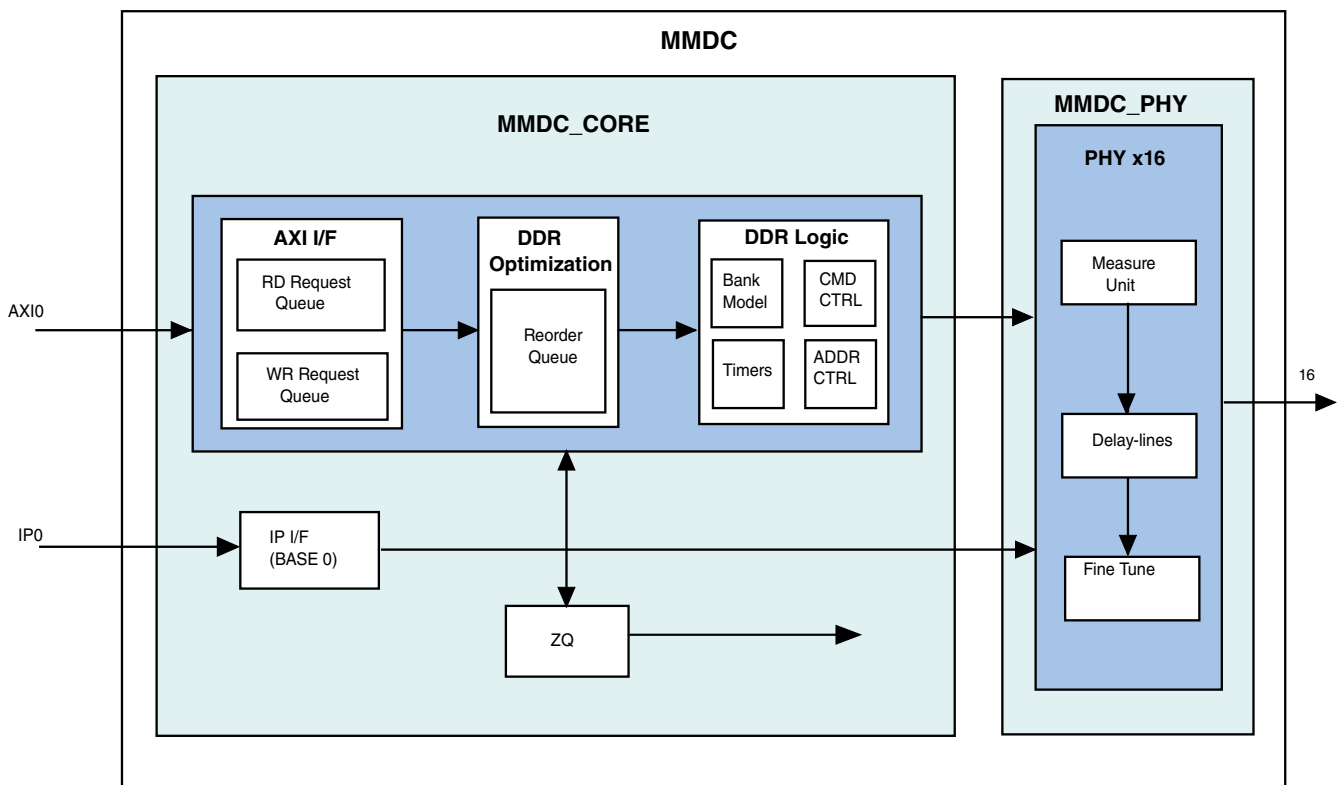 MMDC
MMDC_CORE
AXI I/F
RD Request
Queue
WR Request
Queue
DDR
Optimization
Reorder
Queue
DDR Logic
Bank
Model
CMD
CTRL
Timers
ADDR
CTRL
AXI0
IP0
IP I/F
(BASE 0)
ZQ
MMDC_PHY
PHY x16
Measure
Unit
Delay-lines
Fine Tune
16